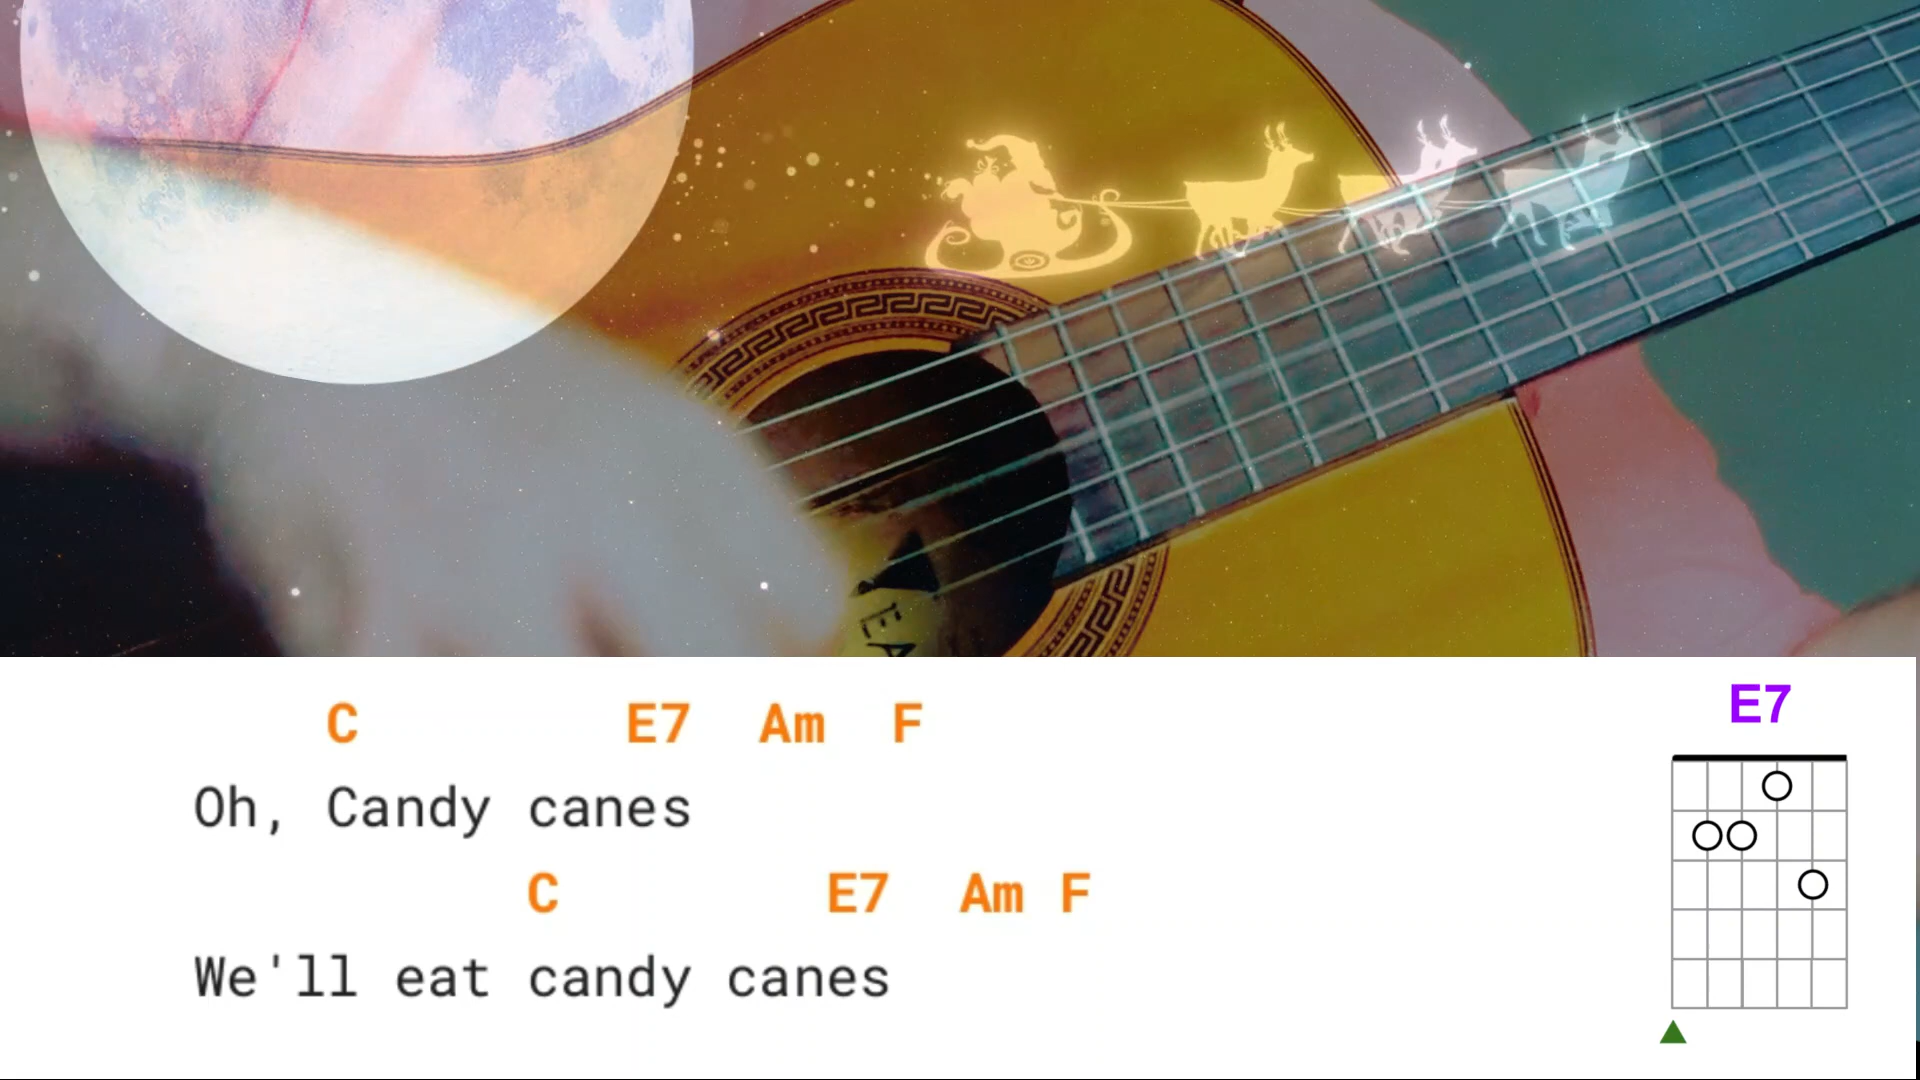 C E7 Am F
Oh, Candy canes
C E7 Am F
We'll eat candy canes
E7